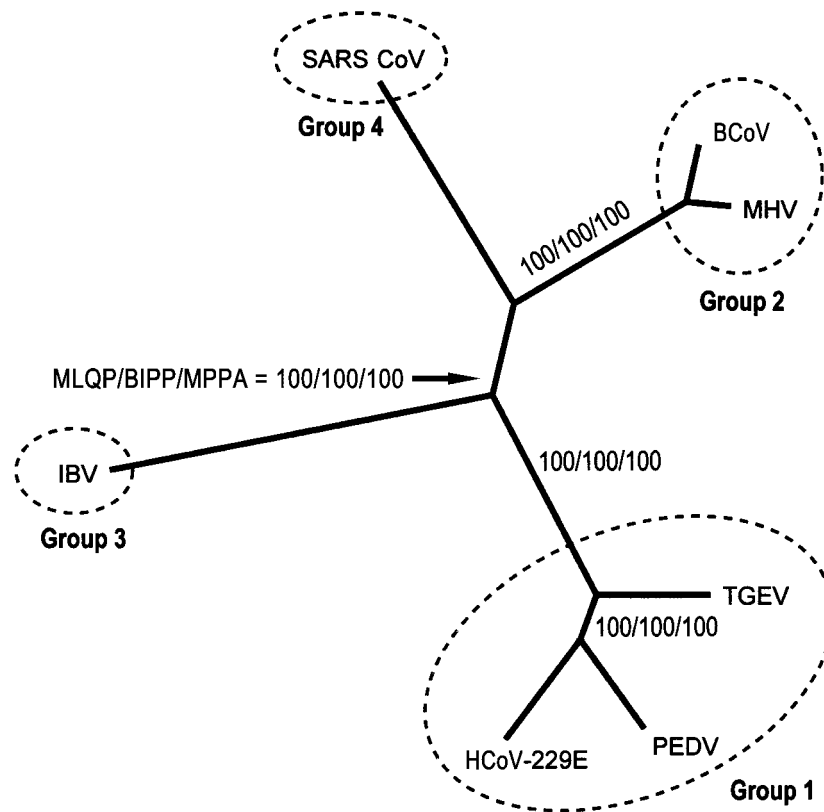 SARS CoV
Group 4
BCoV
MHV
Group 2
100/100/100
MLQP/BIPP/MPPA = 100/100/100
IBV
Group 3
100/100/100
TGEV
100/100/100
HCoV-229E
PEDV
Group 1